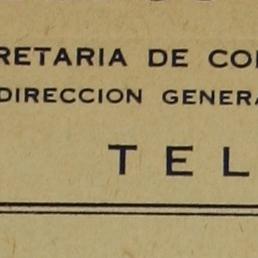 RETARIA DE CO
DIRECCION GENERA
TEL